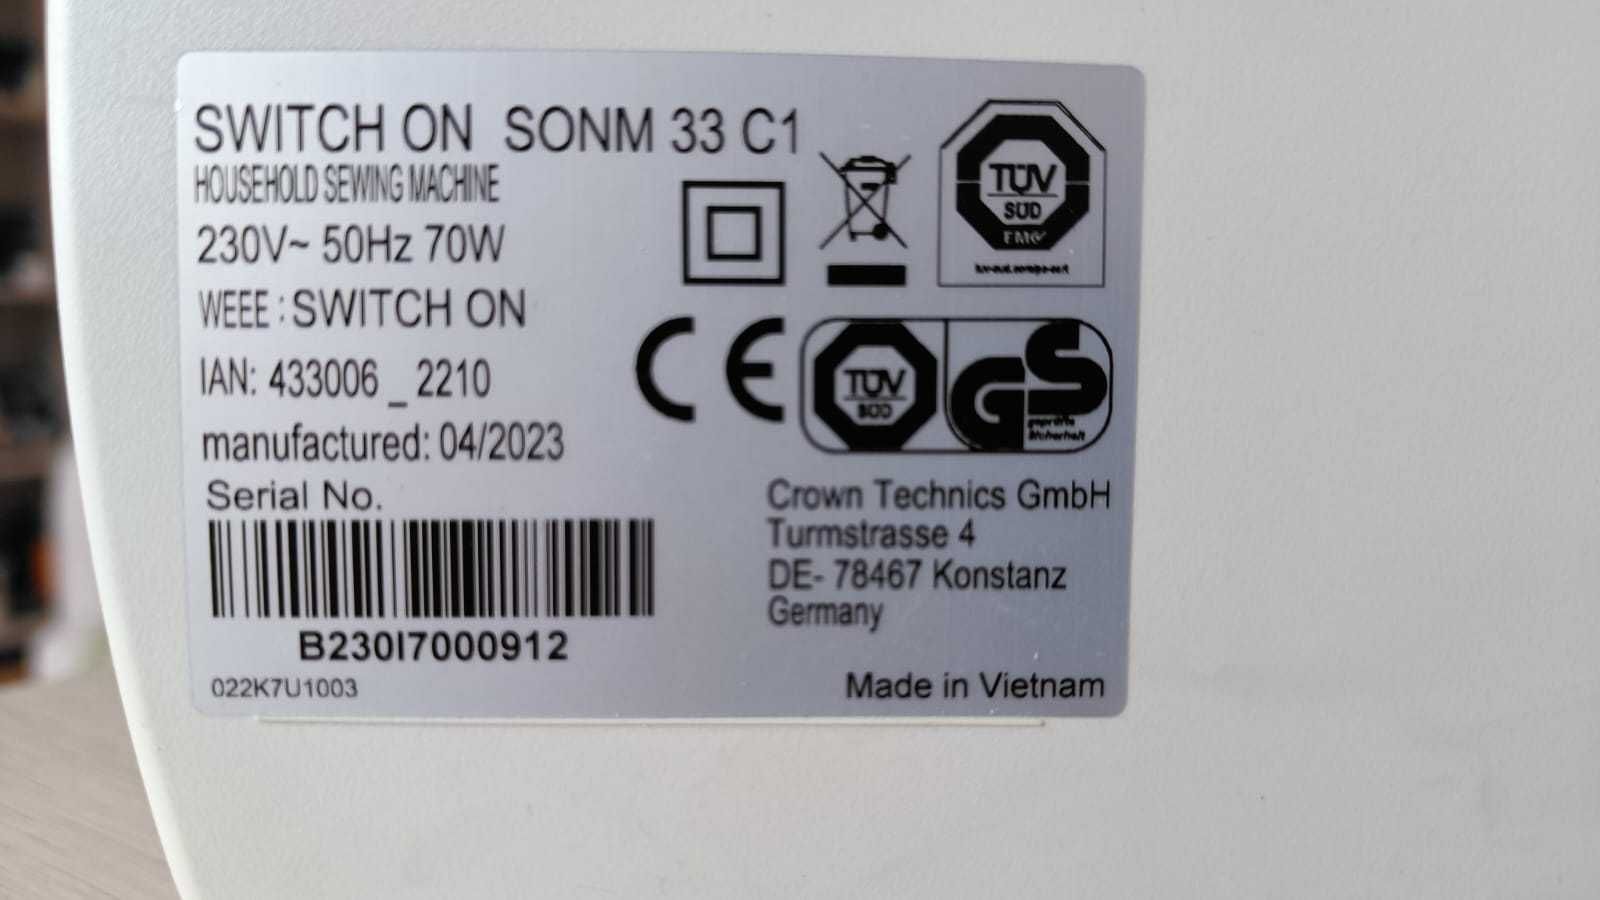 SWITCH ON SONM 33 C1
HOUSEHOLD SEWING MACHINE
230V~ 50Hz 70W
WEEE : SWITCH ON
IAN: 433006 _ 2210
manufactured: 04/2023
Serial No.
B230I7000912
022K7U1003
TÜV
SÜD
EMC
CE
TÜV
SÜD
GS
geprüfte
Sicherheit
Crown Technics GmbH
Turmstrasse 4
DE- 78467 Konstanz
Germany
Made in Vietnam